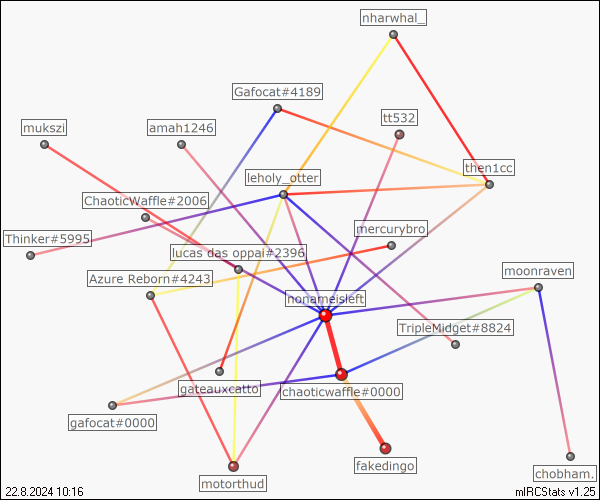 nharwhal_
Gafocat#4189
tt532
mukszi
amah1246
then1cc
leholy_otter
ChaoticWaffle#2006
mercurybro
Thinker#5995
lucas das oppai#2396
moonraven
Azure Reborn#4243
nonameisleft
TripleMidget#8824
gateauxcatto
chaoticwaffle#0000
gafocat#0000
fakedingo
chobham.
motorthud
22.8.2024 10:16
mIRCStats v1.25